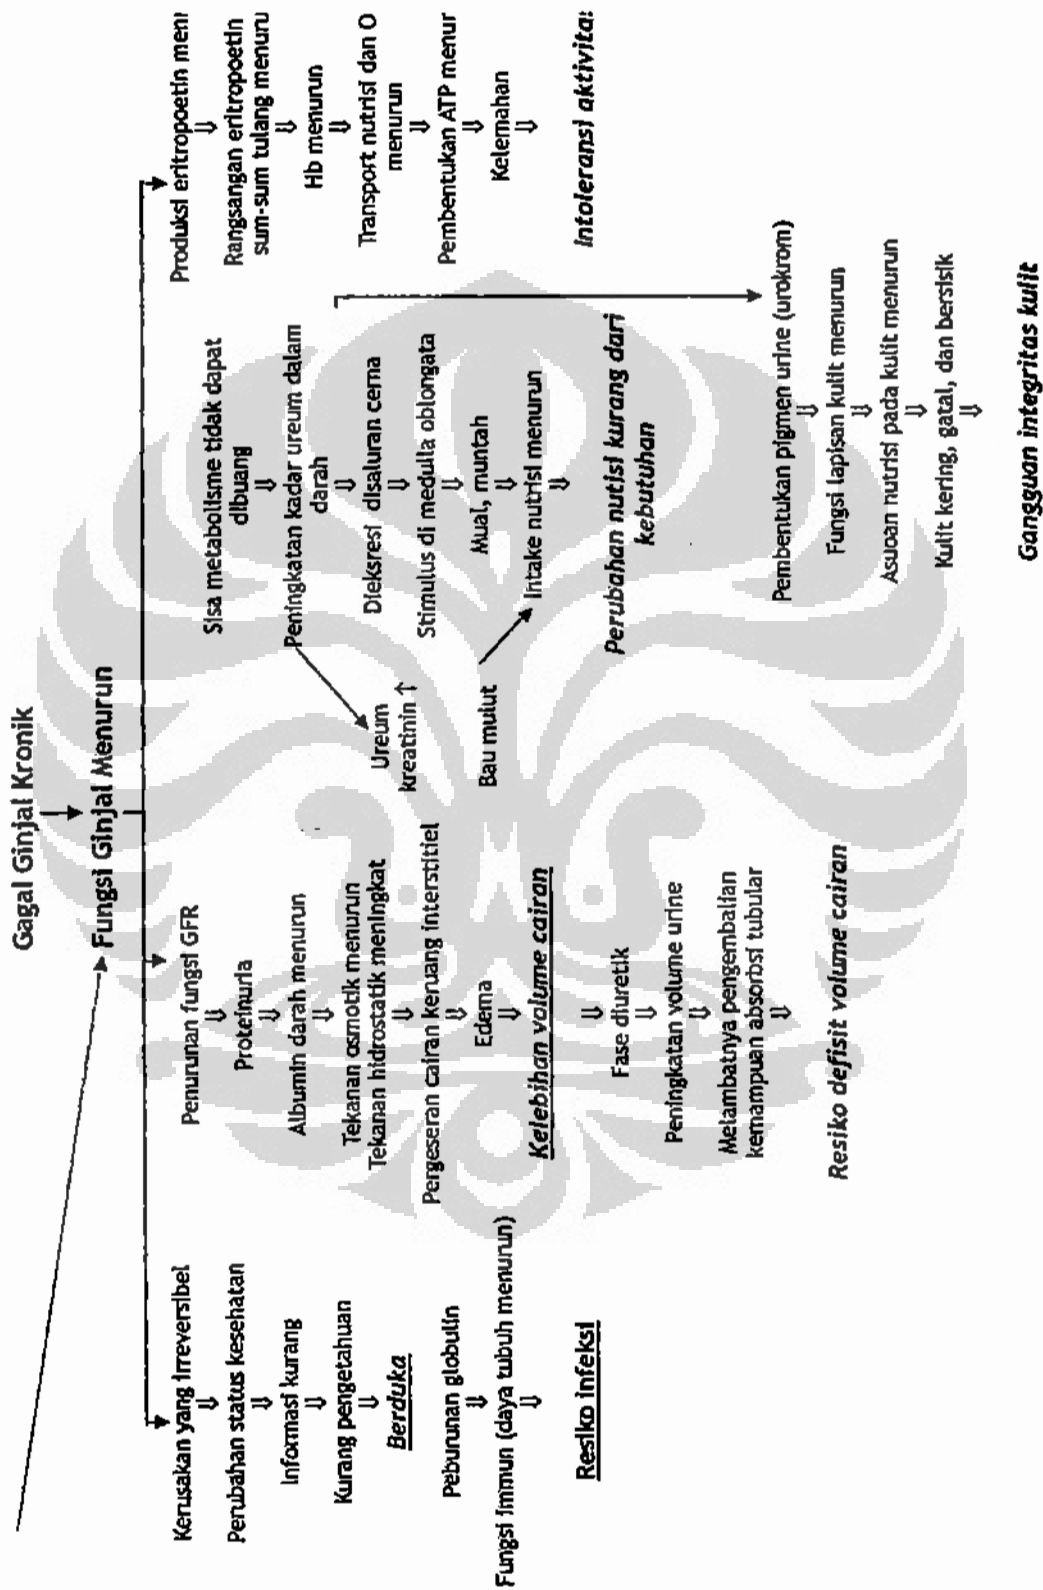 Gagal Ginjal Kronik
Fungsi Ginjal Menurun
Kerusakan yang irreversibel
⇓
Perubahan status kesehatan
⇓
Informasi kurang
⇓
Kurang pengetahuan
⇓
Berduka
Peburunan globulin
⇓
Fungsi immun (daya tubuh menurun)
⇓
Resiko infeksi
Penurunan fungsi GFR
⇓
Proteinuria
⇓
Albumin darah menurun
⇓
Tekanan osmotik menurun
Tekanan hidrostatik meningkat
⇓
Pergeseran cairan keruang interstitiel
⇓
Edema
⇓
Kelebihan volume cairan
⇓
Fase diuretik
⇓
Peningkatan volume urine
⇓
Melambatnya pengembalian
kemampuan absorbsi tubular
⇓
Resiko defisit volume cairan
Sisa metabolisme tidak dapat
dibuang
⇓
Peningkatan kadar ureum dalam
darah
⇓
Dieksresi disaluran cerna
⇓
Stimulus di medulla oblongata
⇓
Mual, muntah
⇓
Intake nutrisi menurun
⇓
Perubahan nutisi kurang dari
kebutuhan
Ureum
kreatinin ↑
Bau mulut
Pembentukan pigmen urine (urokrom)
⇓
Fungsi lapisan kulit menurun
⇓
Asuoan nutrisi pada kulit menurun
⇓
Kulit kering, gatal, dan bersisik
⇓
Gangguan integritas kulit
Produksi eritropoetin
⇓
Rangsangan eritropoetin
sum-sum tulang menuru
⇓
Hb menurun
⇓
Transport nutrisi dan O
menurun
⇓
Pembentukan ATP menur
⇓
Kelemahan
⇓
Intoleransi aktivita